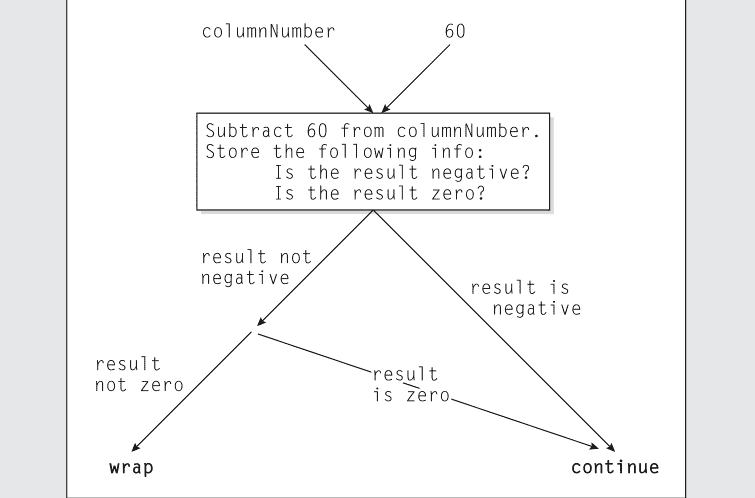 columnNumber 60
Subtract 60 from columnNumber.
Store the following info:
Is the result negative?
Is the result zero?
result not
negative
result is
negative
result
not zero
result
is zero
wrap continue